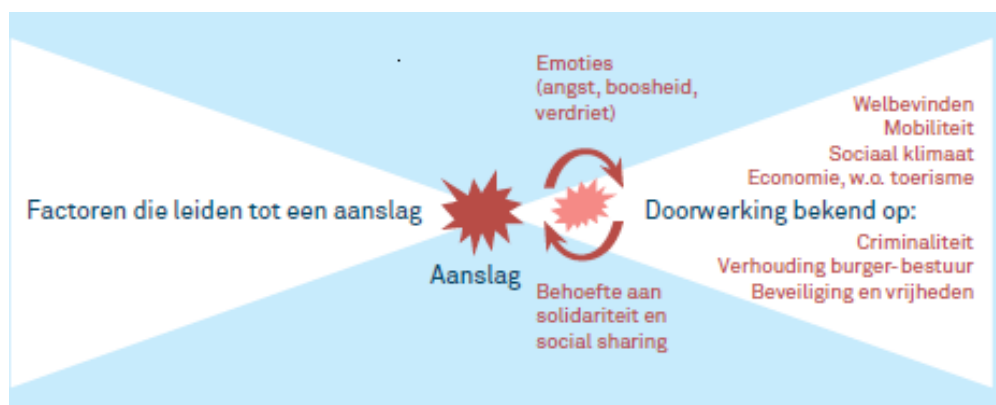 Emoties
(angst, boosheid,
verdriet)
Welbevinden
Mobiliteit
Sociaal klimaat
Economie, w.o. toerisme
Factoren die leiden tot een aanslag
Doorwerking bekend op:
Aanslag
Criminaliteit
Verhouding burger-bestuur
Beveiliging en vrijheden
Behoefte aan
solidariteit en
social sharing